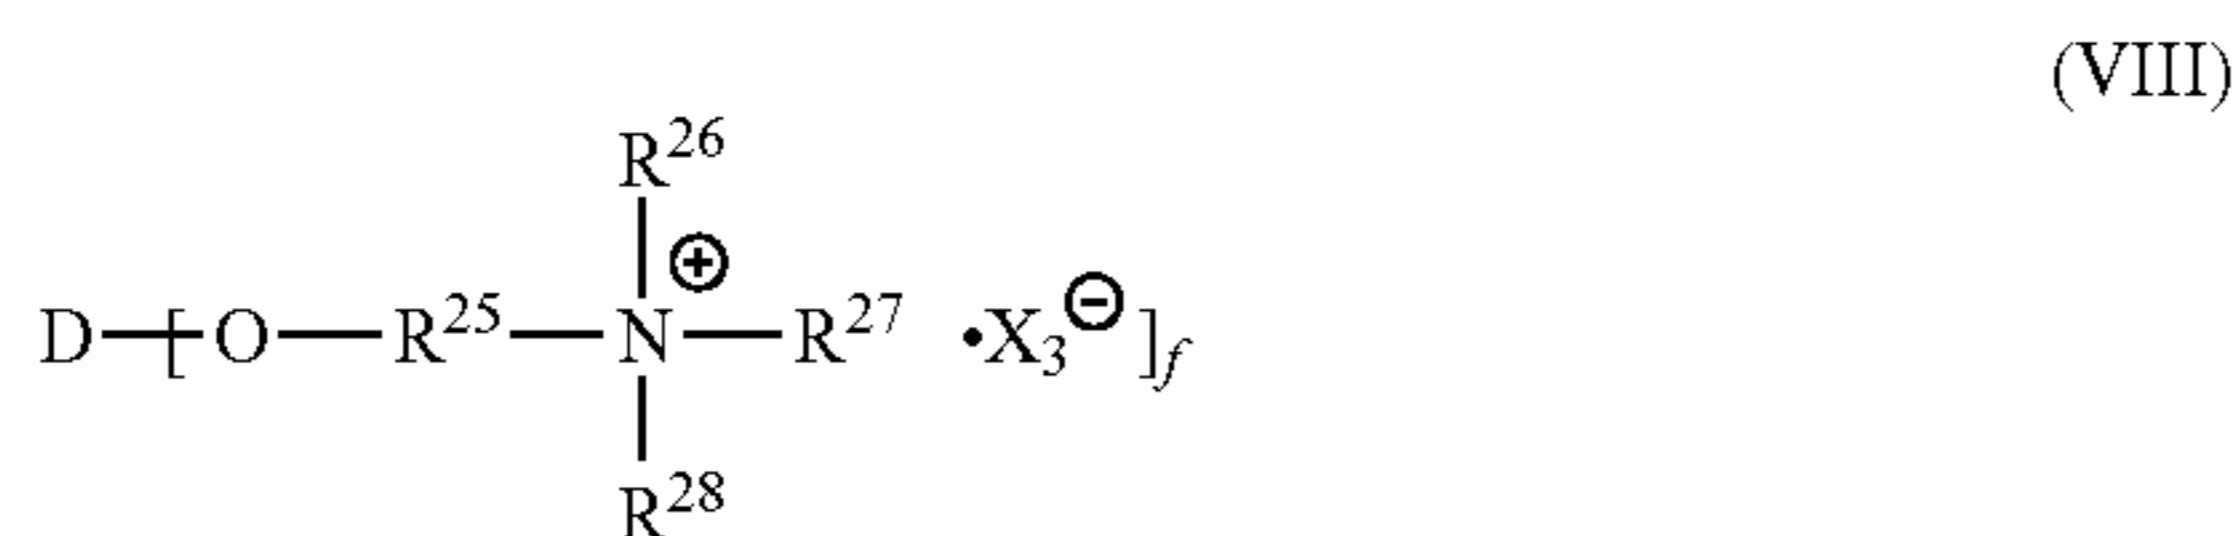 (VIII)
R²⁶
⊕
D—[O—R²⁵—N—R²⁷ •X₃⊖]f
R²⁸